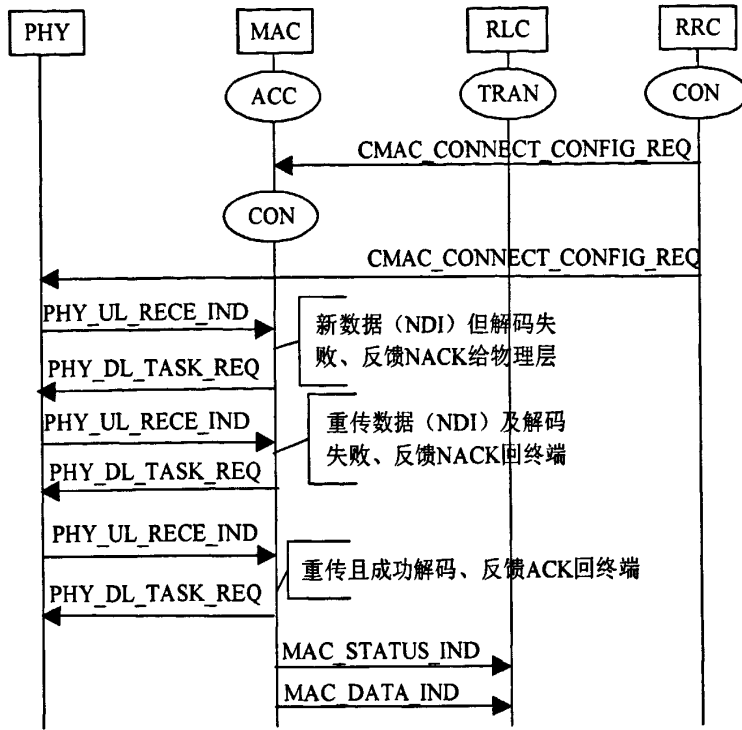 PHY
MAC
RLC
RRC
ACC
TRAN
CON
CMAC_CONNECT_CONFIG_REQ
CON
CMAC_CONNECT_CONFIG_REQ
PHY_UL_RECE_IND
新数据（NDI）但解码失
败、反馈NACK给物理层
PHY_DL_TASK_REQ
PHY_UL_RECE_IND
重传数据（NDI）及解码
失败、反馈NACK回终端
PHY_DL_TASK_REQ
PHY_UL_RECE_IND
重传且成功解码、反馈ACK回终端
PHY_DL_TASK_REQ
MAC_STATUS_IND
MAC_DATA_IND